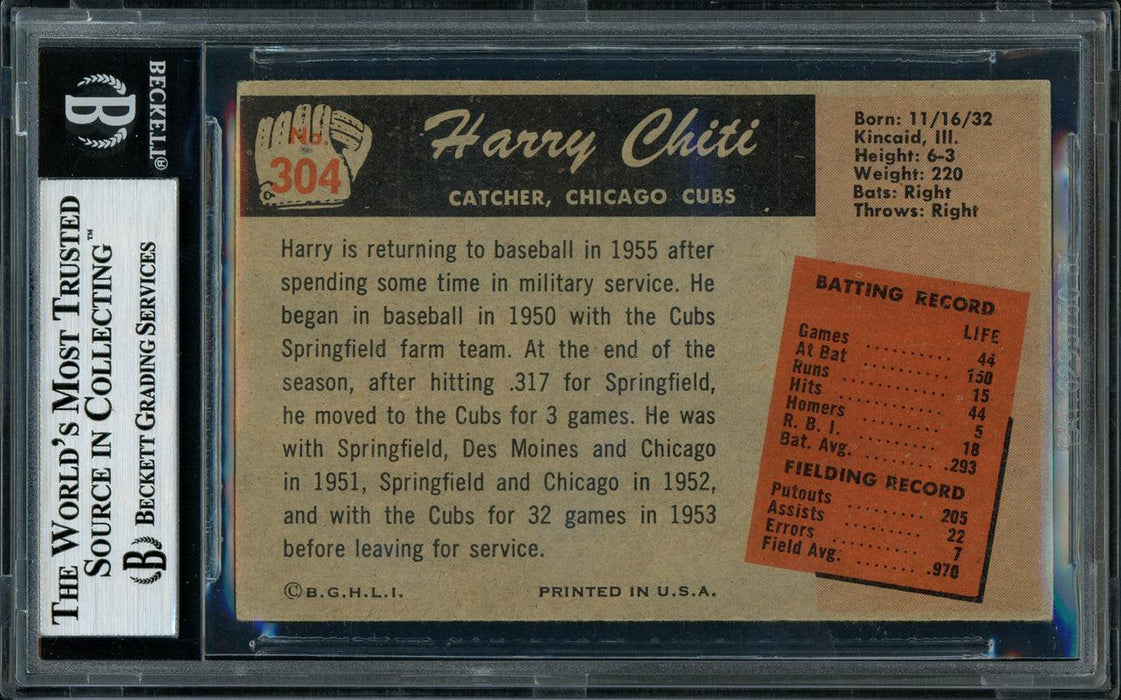 BECKETT®
THE WORLD'S MOST TRUSTED
SOURCE IN COLLECTING™
BECKETT GRADING SERVICES
No.
304
Harry Chiti
CATCHER, CHICAGO CUBS
Born: 11/16/32
Kincaid, Ill.
Height: 6-3
Weight: 220
Bats: Right
Throws: Right
Harry is returning to baseball in 1955 after
spending some time in military service. He
began in baseball in 1950 with the Cubs
Springfield farm team. At the end of the
season, after hitting .317 for Springfield,
he moved to the Cubs for 3 games. He was
with Springfield, Des Moines and Chicago
in 1951, Springfield and Chicago in 1952,
and with the Cubs for 32 games in 1953
before leaving for service.
©B.G.H.L.I. PRINTED IN U.S.A.
BATTING RECORD
LIFE
Games .......... 44
At Bat .......... 150
Runs .......... 15
Hits .......... 44
Homers .......... 5
R. B. I. .......... 18
Bat. Avg. .......... .293
FIELDING RECORD
Putouts .......... 205
Assists .......... 22
Errors .......... 7
Field Avg. .......... .970